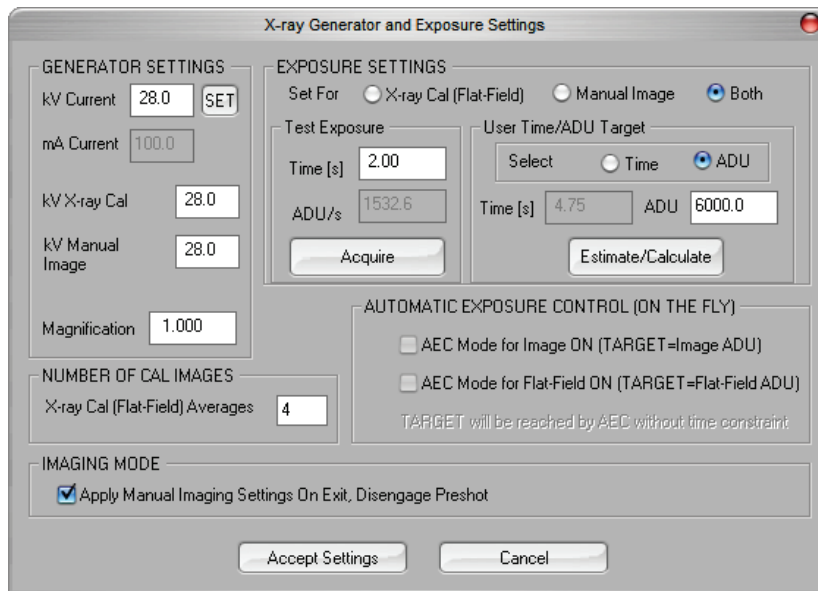 X-ray Generator and Exposure Settings
GENERATOR SETTINGS
kV Current 28.0 SET
mA Current 100.0
kV X-ray Cal 28.0
kV Manual
Image 28.0
Magnification 1.000
EXPOSURE SETTINGS
Set For X-ray Cal (Flat-Field) Manual Image Both
Test Exposure
Time [s] 2.00
ADU/s 1532.6
Acquire
User Time/ADU Target
Select Time ADU
Time [s] 4.75 ADU 6000.0
Estimate/Calculate
AUTOMATIC EXPOSURE CONTROL (ON THE FLY)
AEC Mode for Image ON (TARGET=Image ADU)
AEC Mode for Flat-Field ON (TARGET=Flat-Field ADU)
TARGET will be reached by AEC without time constraint
NUMBER OF CAL IMAGES
X-ray Cal (Flat-Field) Averages 4
IMAGING MODE
Apply Manual Imaging Settings On Exit, Disengage Preshot
Accept Settings Cancel